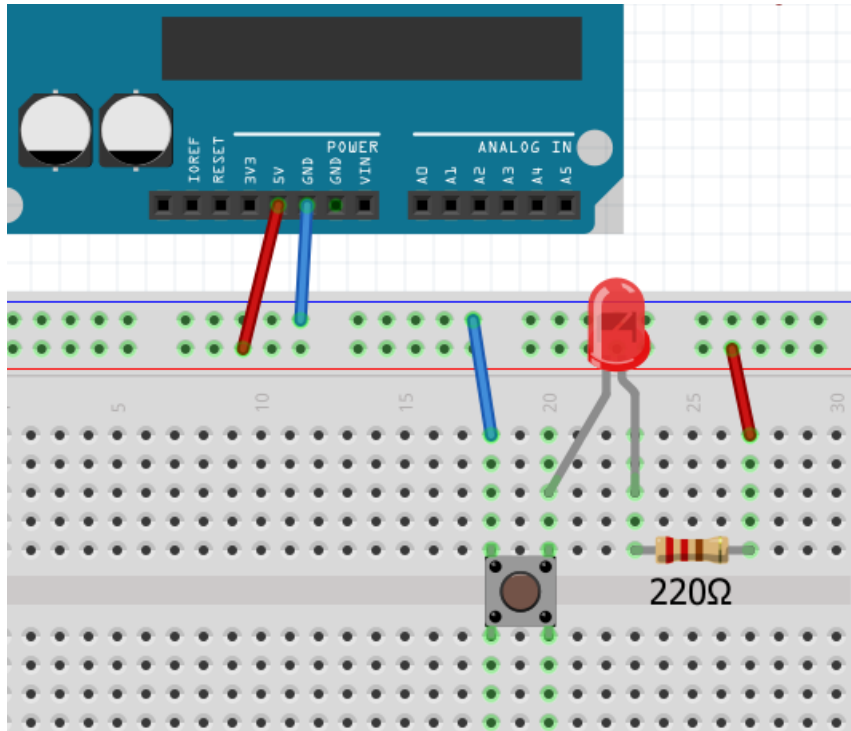 POWER
ANALOG IN
IOREF
RESET
3V3
5V
GND
GND
VIN
A0
A1
A2
A3
A4
A5
5
10
15
20
25
30
220Ω